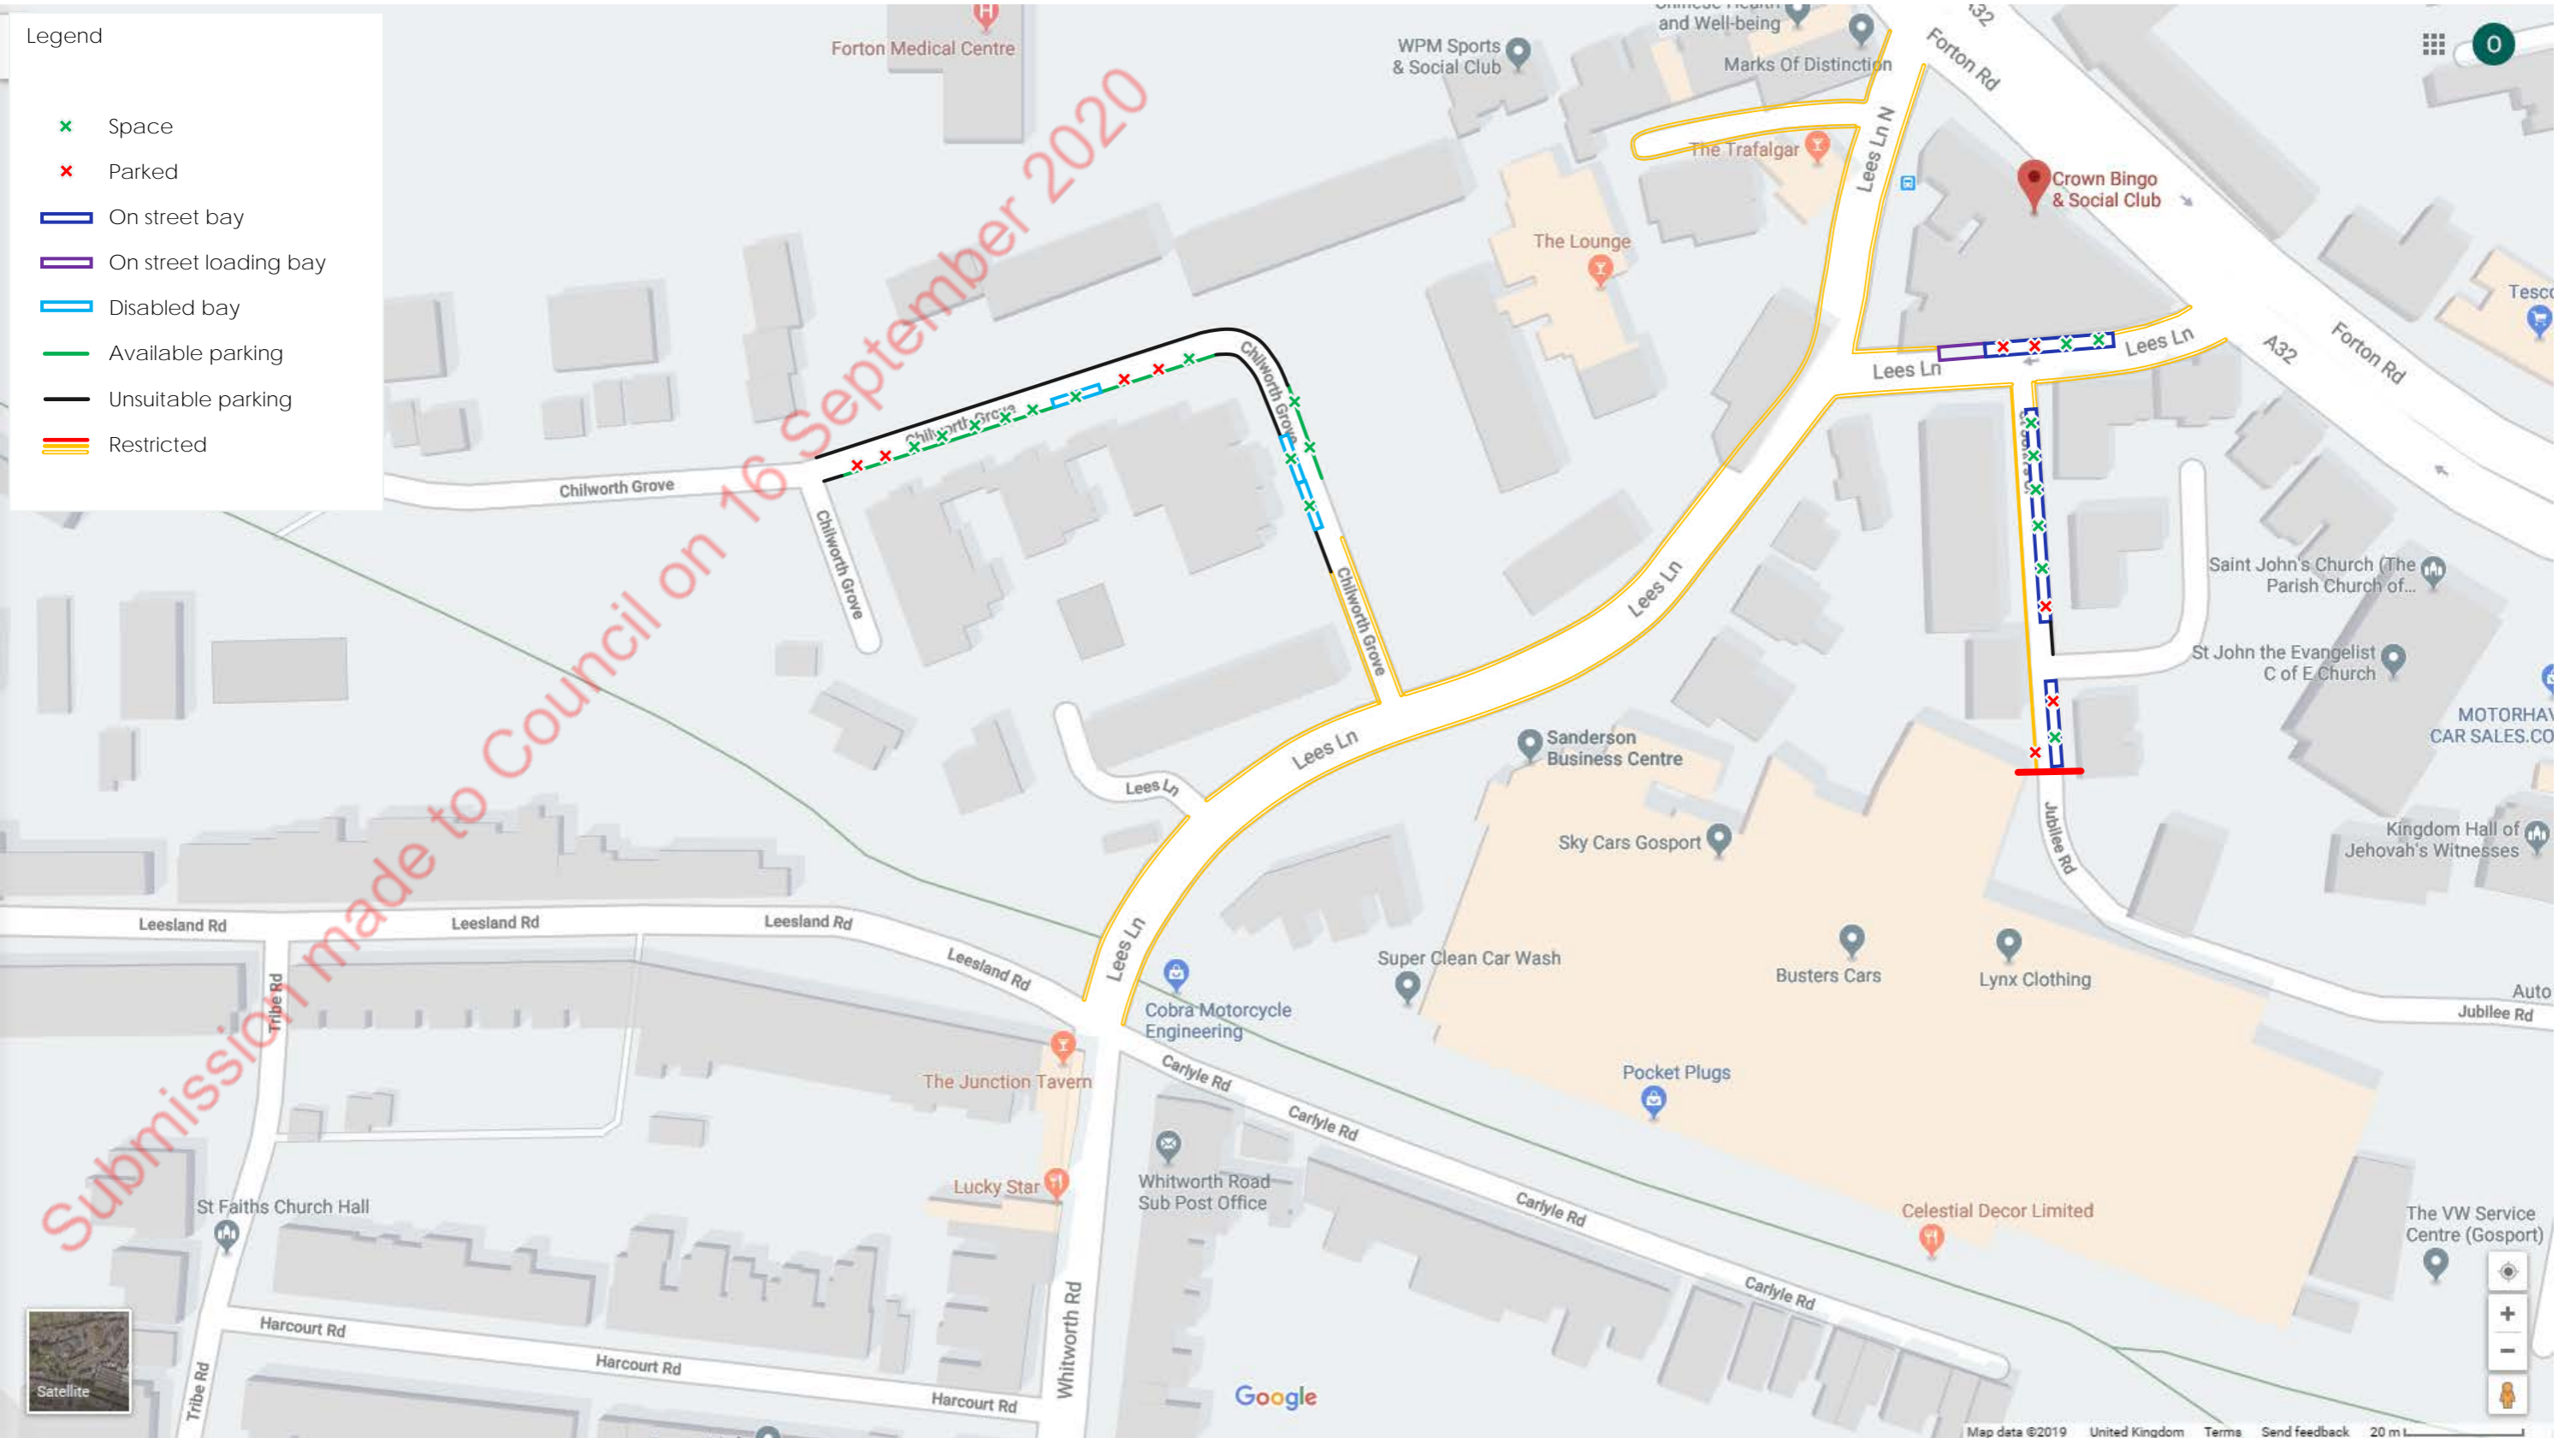 Legend
Space
Parked
On street bay
On street loading bay
Disabled bay
Available parking
Unsuitable parking
Restricted
Submission made to Council on 16 September 2020
Forton Medical Centre
WPM Sports
& Social Club
and Well-being
Marks Of Distinction
A32
Forton Rd
O
The Trafalgar
Lees Ln N
Crown Bingo
& Social Club
The Lounge
Tesco
Lees Ln
Lees Ln
A32
Forton Rd
Chilworth Grove
Chilworth Grove
Chilworth Grove
Chilworth Grove
Chilworth Grove
Lees Ln
Saint John's Church (The
Parish Church of...
St John the Evangelist
C of E Church
MOTORHAV
CAR SALES.CO
Sanderson
Business Centre
Lees Ln
Lees Ln
Sky Cars Gosport
Jubilee Rd
Kingdom Hall of
Jehovah's Witnesses
Leesland Rd
Leesland Rd
Leesland Rd
Leesland Rd
Lees Ln
Super Clean Car Wash
Busters Cars
Lynx Clothing
Auto
Jubilee Rd
Tribe Rd
Cobra Motorcycle
Engineering
The Junction Tavern
Carlyle Rd
Carlyle Rd
Pocket Plugs
Lucky Star
Whitworth Road
Sub Post Office
St Faiths Church Hall
Carlyle Rd
Celestial Decor Limited
The VW Service
Centre (Gosport)
Carlyle Rd
Whitworth Rd
Harcourt Rd
Harcourt Rd
Harcourt Rd
Tribe Rd
Satellite
Google
Map data ©2019 United Kingdom Terms Send feedback 20 m